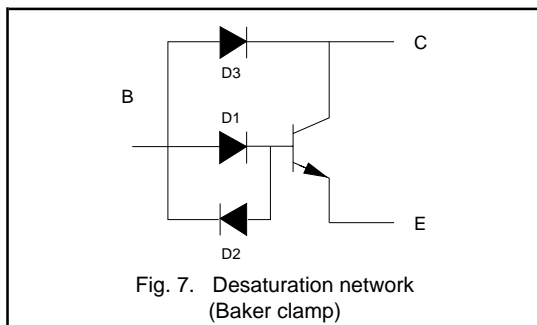 C
D3
B
D1
D2
E
Fig. 7. Desaturation network
(Baker clamp)